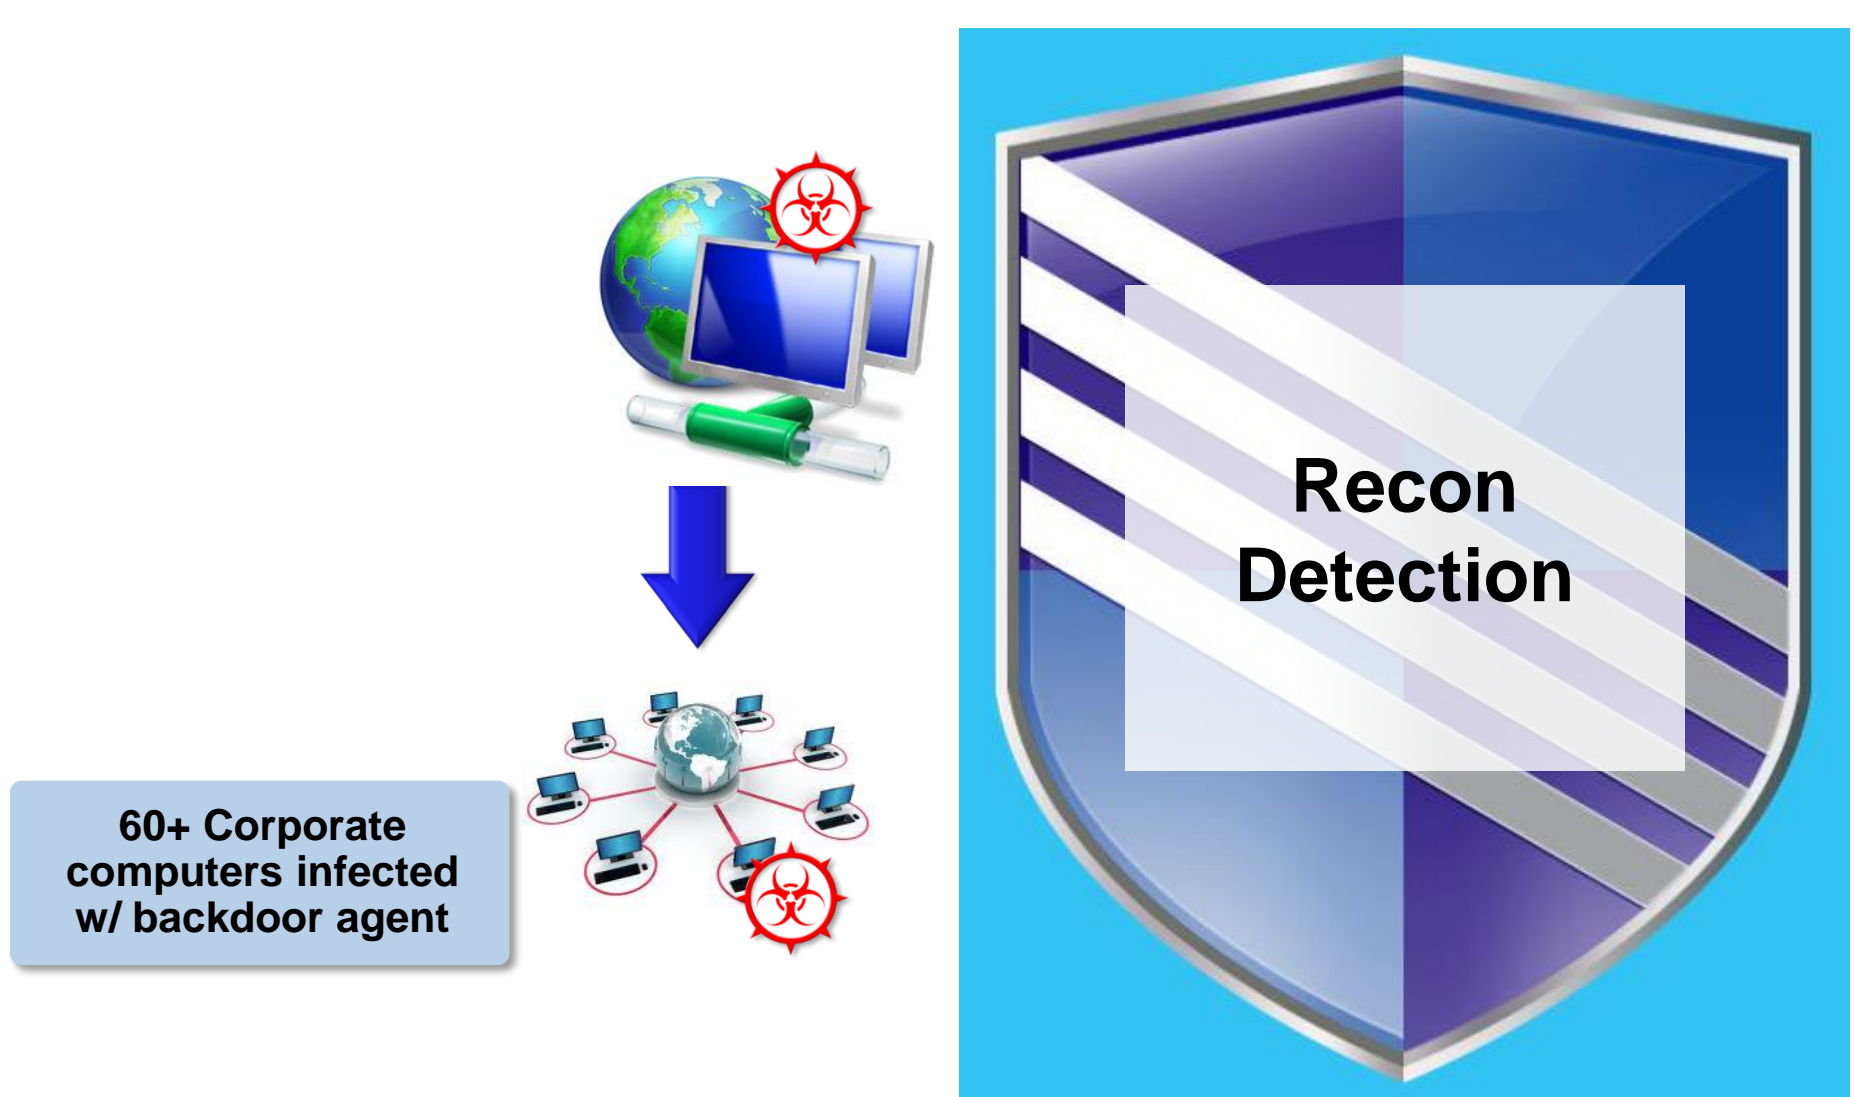 60+ Corporate
computers infected
w/ backdoor agent
Recon
Detection